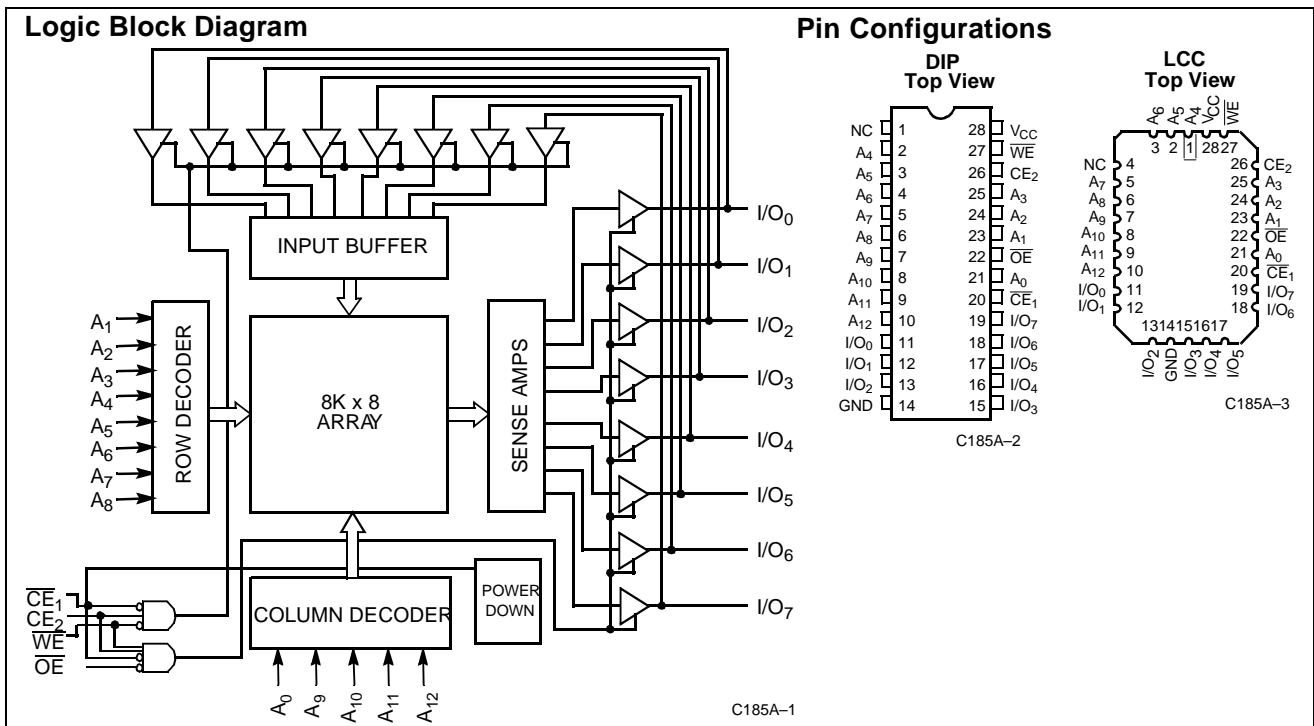 Logic Block Diagram
INPUT BUFFER
A1
A2
A3
A4
A5
A6
A7
A8
ROW DECODER
8K x 8
ARRAY
SENSE AMPS
I/O0
I/O1
I/O2
I/O3
I/O4
I/O5
I/O6
I/O7
CE1
CE2
WE
OE
COLUMN DECODER
POWER
DOWN
A0 A9 A10 A11 A12
C185A–1
Pin Configurations
DIP
Top View
NC 1 28 VCC
A4 2 27 WE
A5 3 26 CE2
A6 4 25 A3
A7 5 24 A2
A8 6 23 A1
A9 7 22 OE
A10 8 21 A0
A11 9 20 CE1
A12 10 19 I/O7
I/O0 11 18 I/O6
I/O1 12 17 I/O5
I/O2 13 16 I/O4
GND 14 15 I/O3
C185A–2
LCC
Top View
A6 A5 A4 VCC WE
3 2 1 28 27
NC 4 26 CE2
A7 5 25 A3
A8 6 24 A2
A9 7 23 A1
A10 8 22 OE
A11 9 21 A0
A12 10 20 CE1
I/O0 11 19 I/O7
I/O1 12 18 I/O6
13 14 15 16 17
I/O2 GND I/O3 I/O4 I/O5
C185A–3